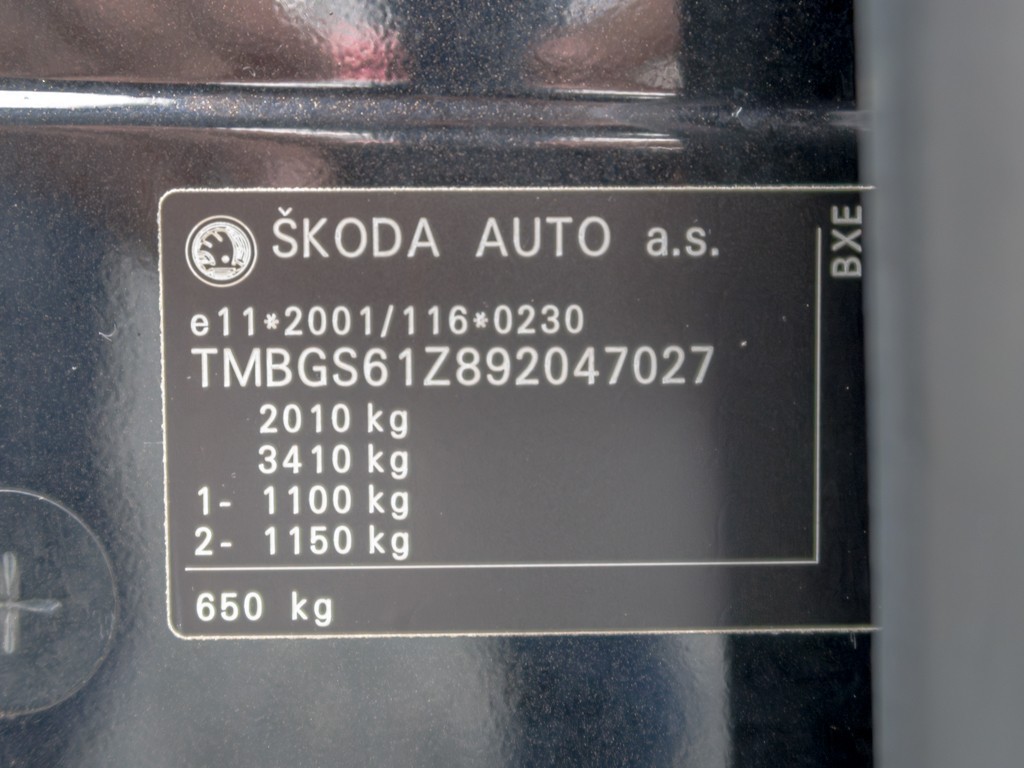 ŠKODA AUTO a.s.
BXE
e11*2001/116*0230
TMBGS61Z892047027
2010 kg
3410 kg
1- 1100 kg
2- 1150 kg
650 kg